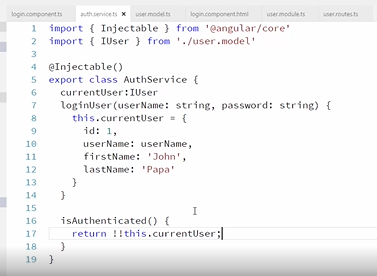 login.component.ts auth.service.ts × user.model.ts login.component.html user.module.ts user.routes.ts
1 import { Injectable } from '@angular/core'
2 import { IUser } from './user.model'
3
4 @Injectable()
5 export class AuthService {
6 currentUser:IUser
7 loginUser(userName: string, password: string) {
8 this.currentUser = {
9 id: 1,
10 userName: userName,
11 firstName: 'John',
12 lastName: 'Papa'
13 }
14 }
15
16 isAuthenticated() {
17 return !!this.currentUser;
18 }
19 }